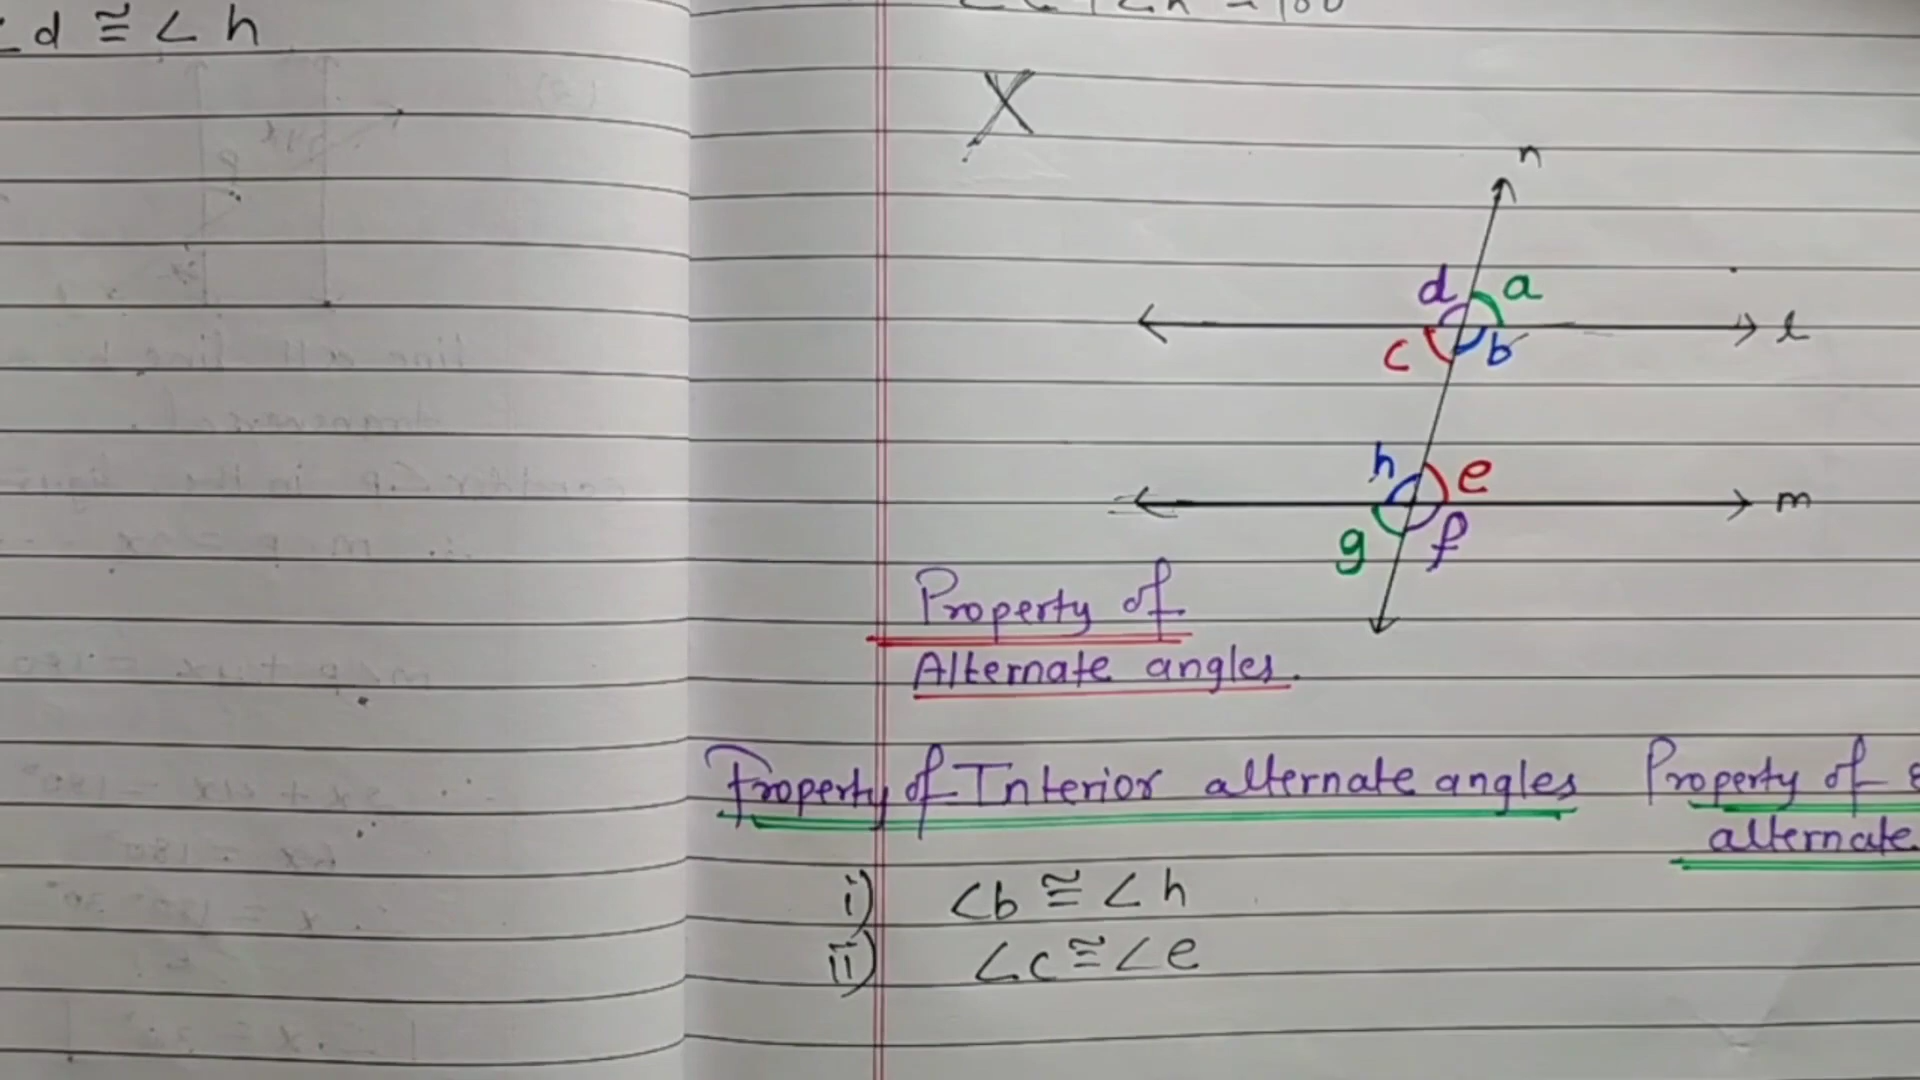 ∠d ≅ ∠h
X
n
d a
l
c b
h e
m
g f
Property of
Alternate angles.
Property of Interior alternate angles
Property of
alternate
i) ∠b ≅ ∠h
ii) ∠c ≅ ∠e